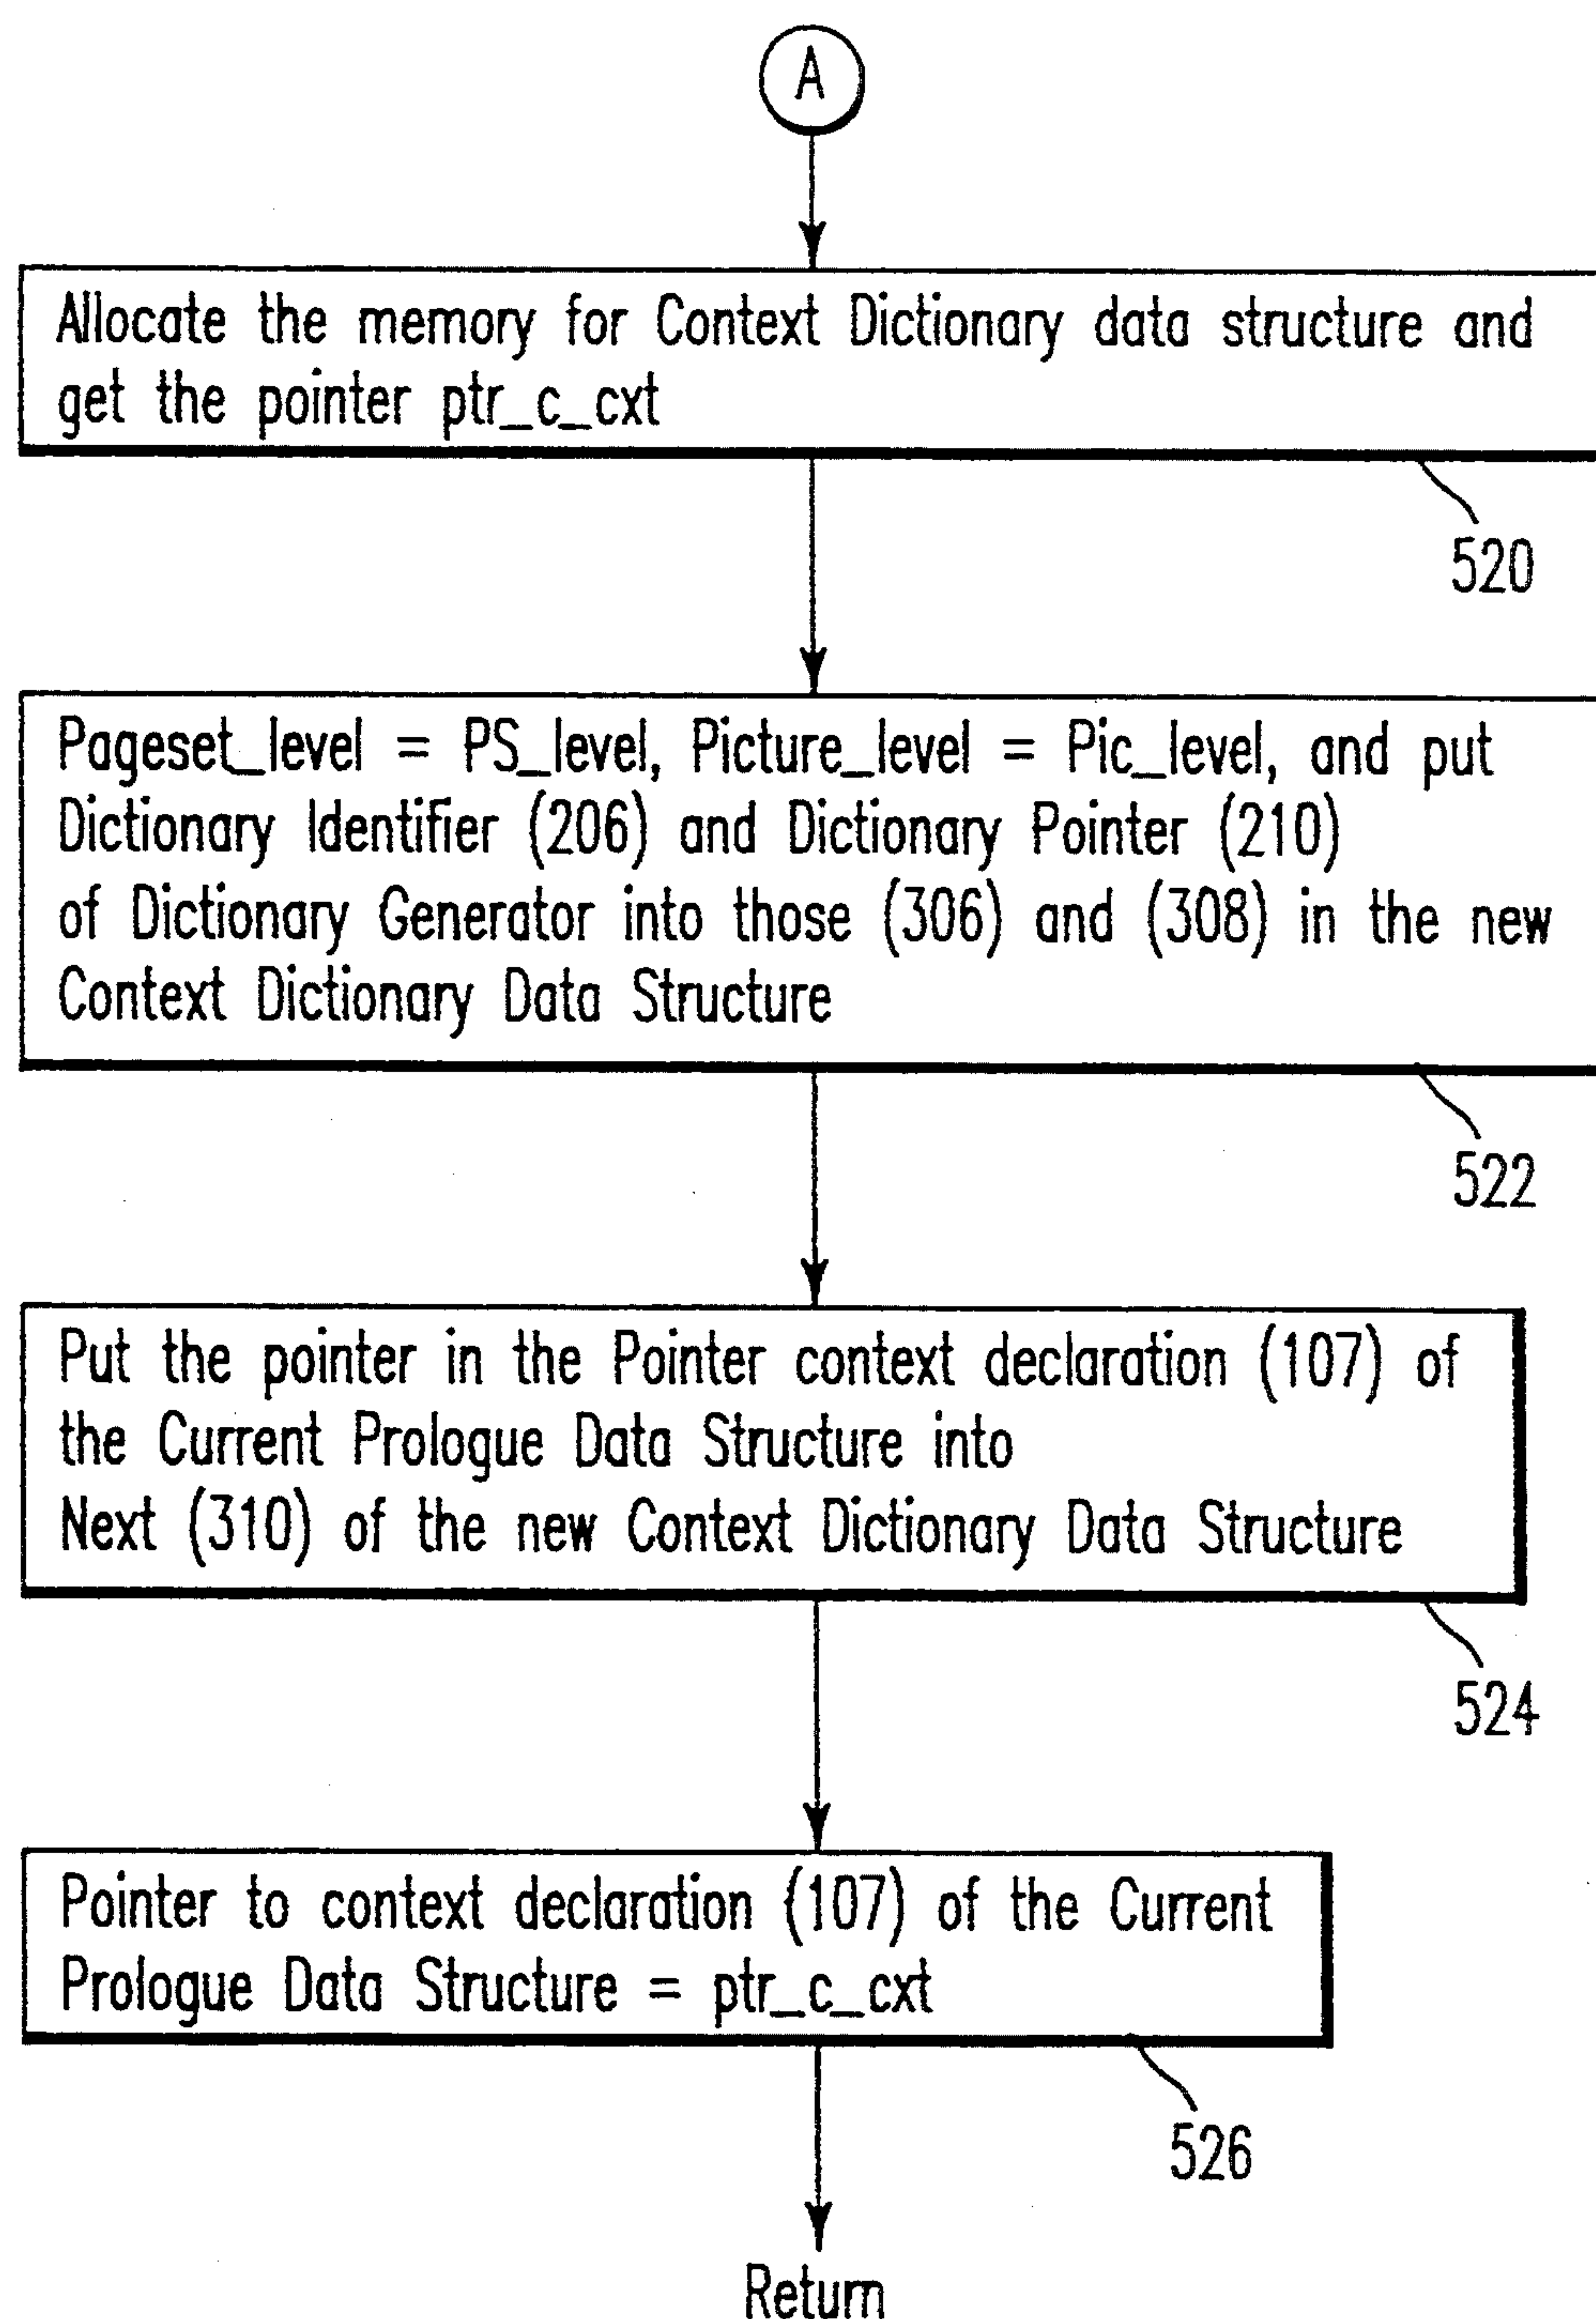 A
Allocate the memory for Context Dictionary data structure and
get the pointer ptr_c_cxt
520
Pageset_level = PS_level, Picture_level = Pic_level, and put
Dictionary Identifier (206) and Dictionary Pointer (210)
of Dictionary Generator into those (306) and (308) in the new
Context Dictionary Data Structure
522
Put the pointer in the Pointer context declaration (107) of
the Current Prologue Data Structure into
Next (310) of the new Context Dictionary Data Structure
524
Pointer to context declaration (107) of the Current
Prologue Data Structure = ptr_c_cxt
526
Return